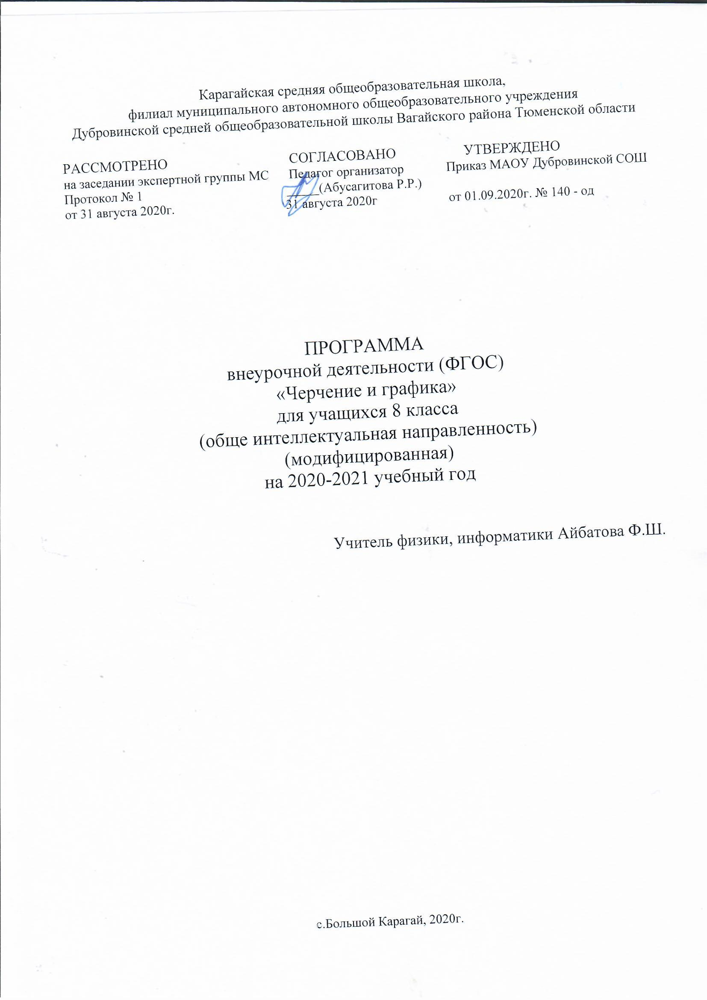 Карагайская средняя общеобразовательная школа,
филиал муниципального автономного общеобразовательного учреждения
Дубровинской средней общеобразовательной школы Вагайского района Тюменской области
РАССМОТРЕНО
на заседании экспертной группы МС
Протокол № 1
от 31 августа 2020г.
СОГЛАСОВАНО
Педагог организатор
_____(Абусагитова Р.Р.)
31 августа 2020г
УТВЕРЖДЕНО
Приказ МАОУ Дубровинской СОШ
от 01.09.2020г. № 140 - од
ПРОГРАММА
внеурочной деятельности (ФГОС)
«Черчение и графика»
для учащихся 8 класса
(обще интеллектуальная направленность)
(модифицированная)
на 2020-2021 учебный год
Учитель физики, информатики Айбатова Ф.Ш.
с.Большой Карагай, 2020г.